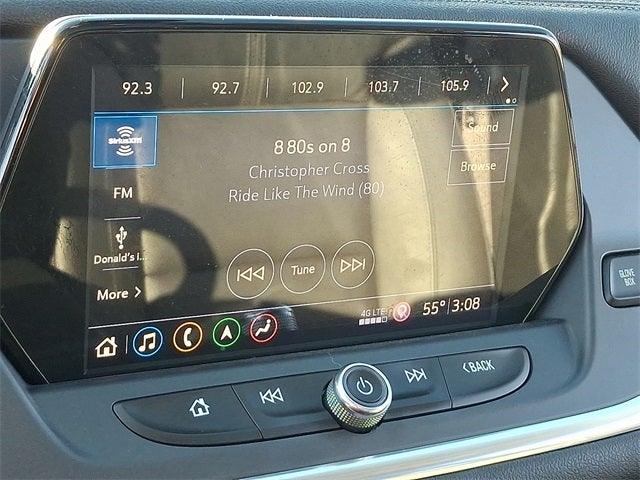 92.3 92.7 102.9 103.7 105.9
SiriusXM
8 80s on 8
Sound
Christopher Cross
Browse
FM
Ride Like The Wind (80)
Donald's i...
Tune
More
4G LTE
55° 3:08
BACK
GLOVE
BOX